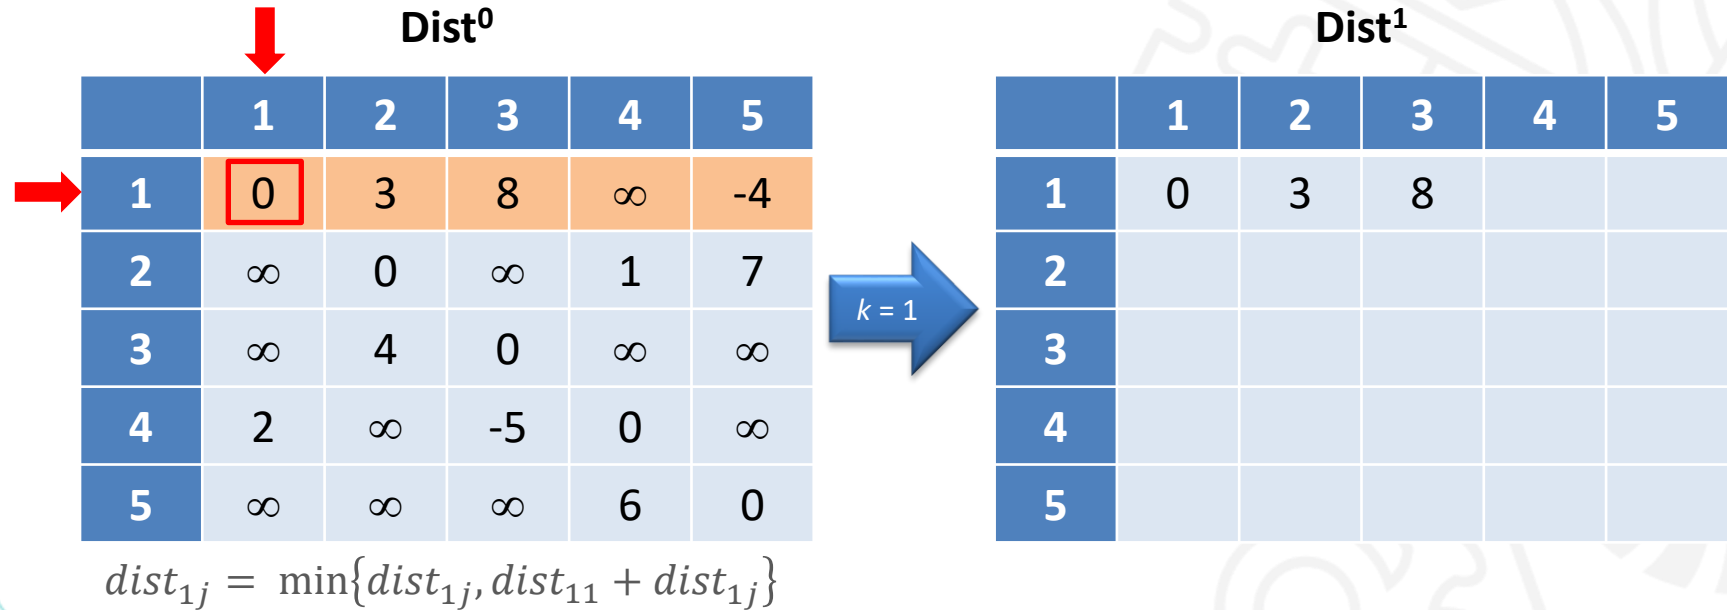 Dist⁰
1 2 3 4 5
1 0 3 8 ∞ -4
2 ∞ 0 ∞ 1 7
3 ∞ 4 0 ∞ ∞
4 2 ∞ -5 0 ∞
5 ∞ ∞ ∞ 6 0
dist₁ⱼ = min{dist₁ⱼ, dist₁₁ + dist₁ⱼ}
k = 1
Dist¹
1 2 3 4 5
1 0 3 8
2
3
4
5